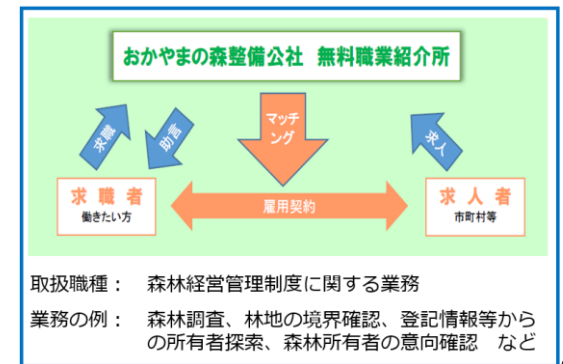 おかやまの森整備公社 無料職業紹介所
求職
助言
マッチ
ング
求人
求職者
働きたい方
雇用契約
求人者
市町村等
取扱職種： 森林経営管理制度に関する業務
業務の例： 森林調査、林地の境界確認、登記情報等から
の所有者探索、森林所有者の意向確認 など